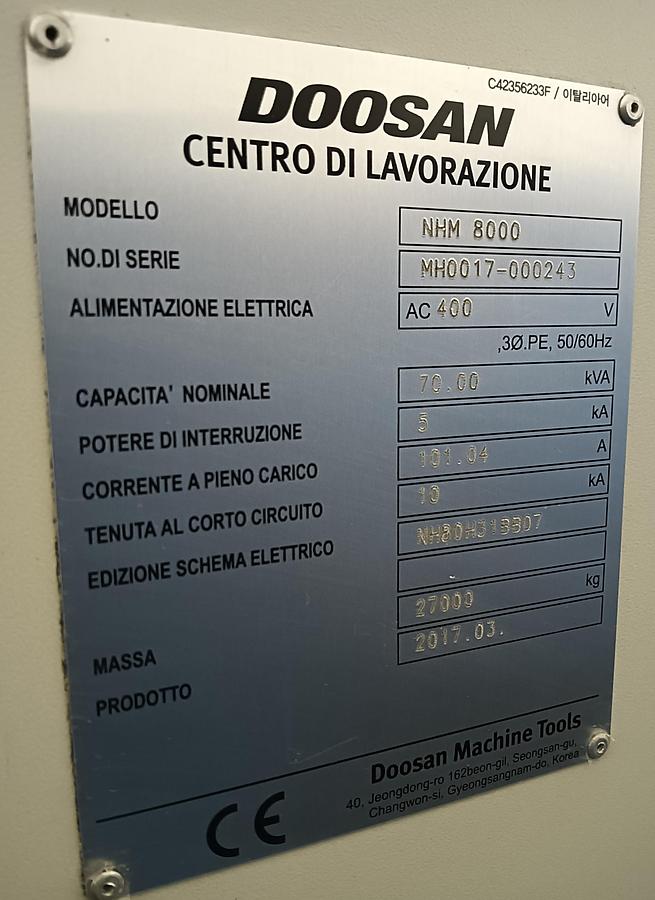 C42356233F / 이탈리아어
DOOSAN
CENTRO DI LAVORAZIONE
MODELLO NHM 8000
NO.DI SERIE MH0017-000243
ALIMENTAZIONE ELETTRICA AC 400 V
,3Ø.PE, 50/60Hz
CAPACITA' NOMINALE 70.00 kVA
POTERE DI INTERRUZIONE 5 kA
CORRENTE A PIENO CARICO 101.04 A
TENUTA AL CORTO CIRCUITO 10 kA
EDIZIONE SCHEMA ELETTRICO
MASSA 27000 kg
PRODOTTO 2017.03.
Doosan Machine Tools
40, Jeongdong-ro 162beon-gil, Seongsan-gu,
Changwon-si, Gyeongsangnam-do, Korea
CE